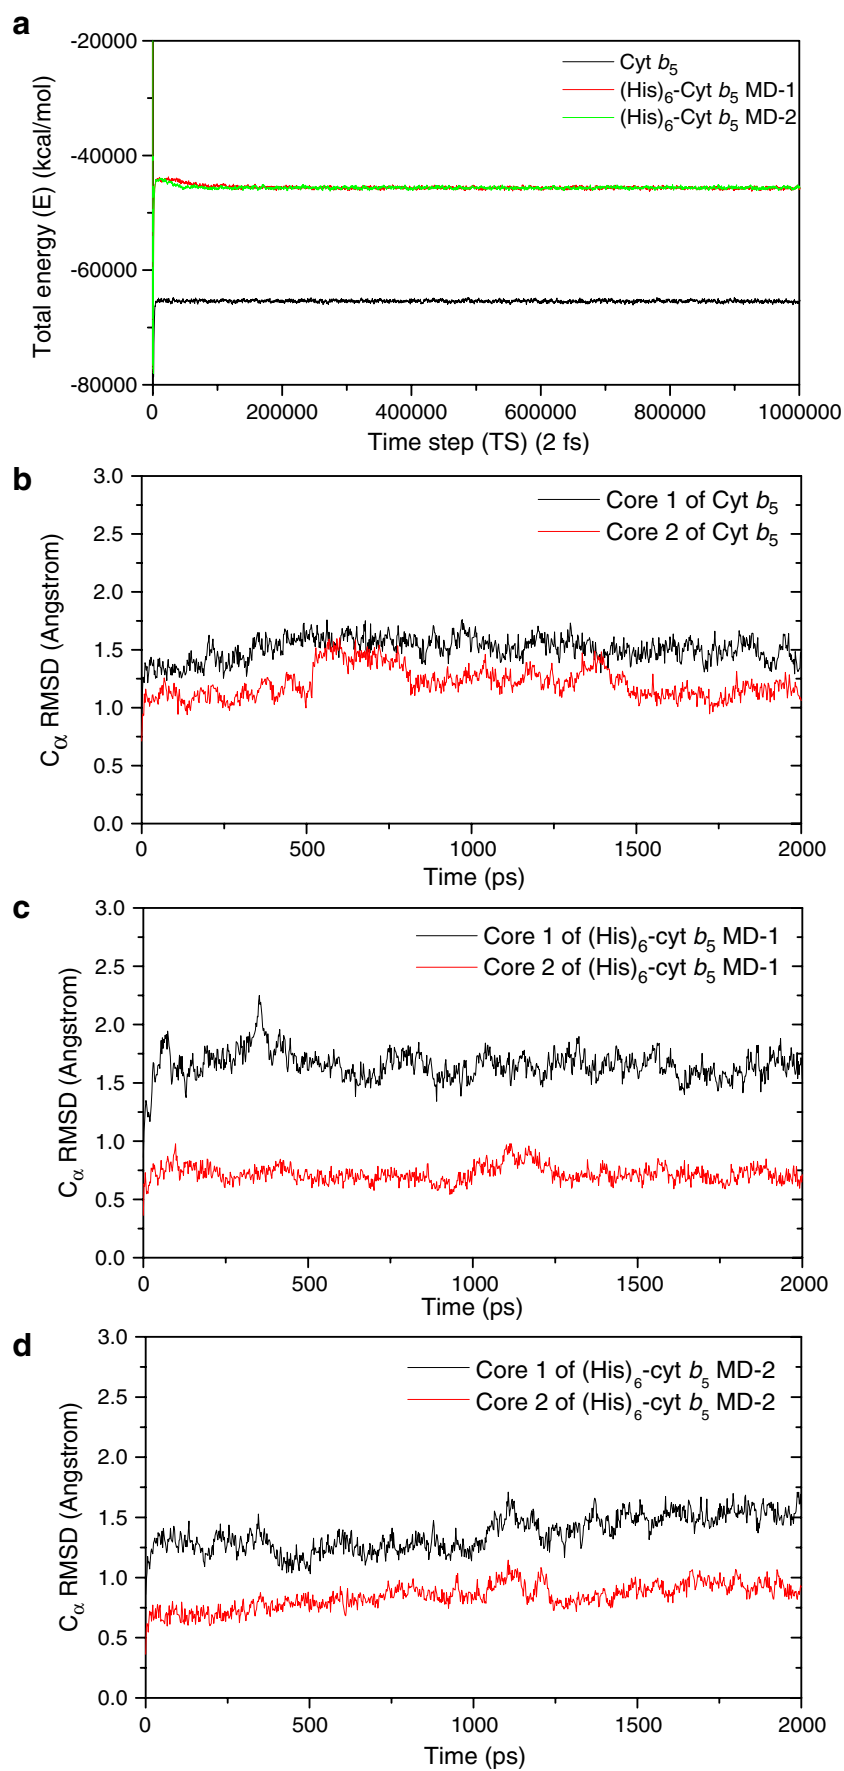 a
-20000
-40000
-60000
-80000
Total energy (E) (kcal/mol)
Cyt b5
(His)6-Cyt b5 MD-1
(His)6-Cyt b5 MD-2
0 200000 400000 600000 800000 1000000
Time step (TS) (2 fs)
b
3.0
2.5
2.0
1.5
1.0
0.5
0.0
Cα RMSD (Angstrom)
Core 1 of Cyt b5
Core 2 of Cyt b5
0 500 1000 1500 2000
Time (ps)
c
3.0
2.5
2.0
1.5
1.0
0.5
0.0
Cα RMSD (Angstrom)
Core 1 of (His)6-cyt b5 MD-1
Core 2 of (His)6-cyt b5 MD-1
0 500 1000 1500 2000
Time (ps)
d
3.0
2.5
2.0
1.5
1.0
0.5
0.0
Cα RMSD (Angstrom)
Core 1 of (His)6-cyt b5 MD-2
Core 2 of (His)6-cyt b5 MD-2
0 500 1000 1500 2000
Time (ps)